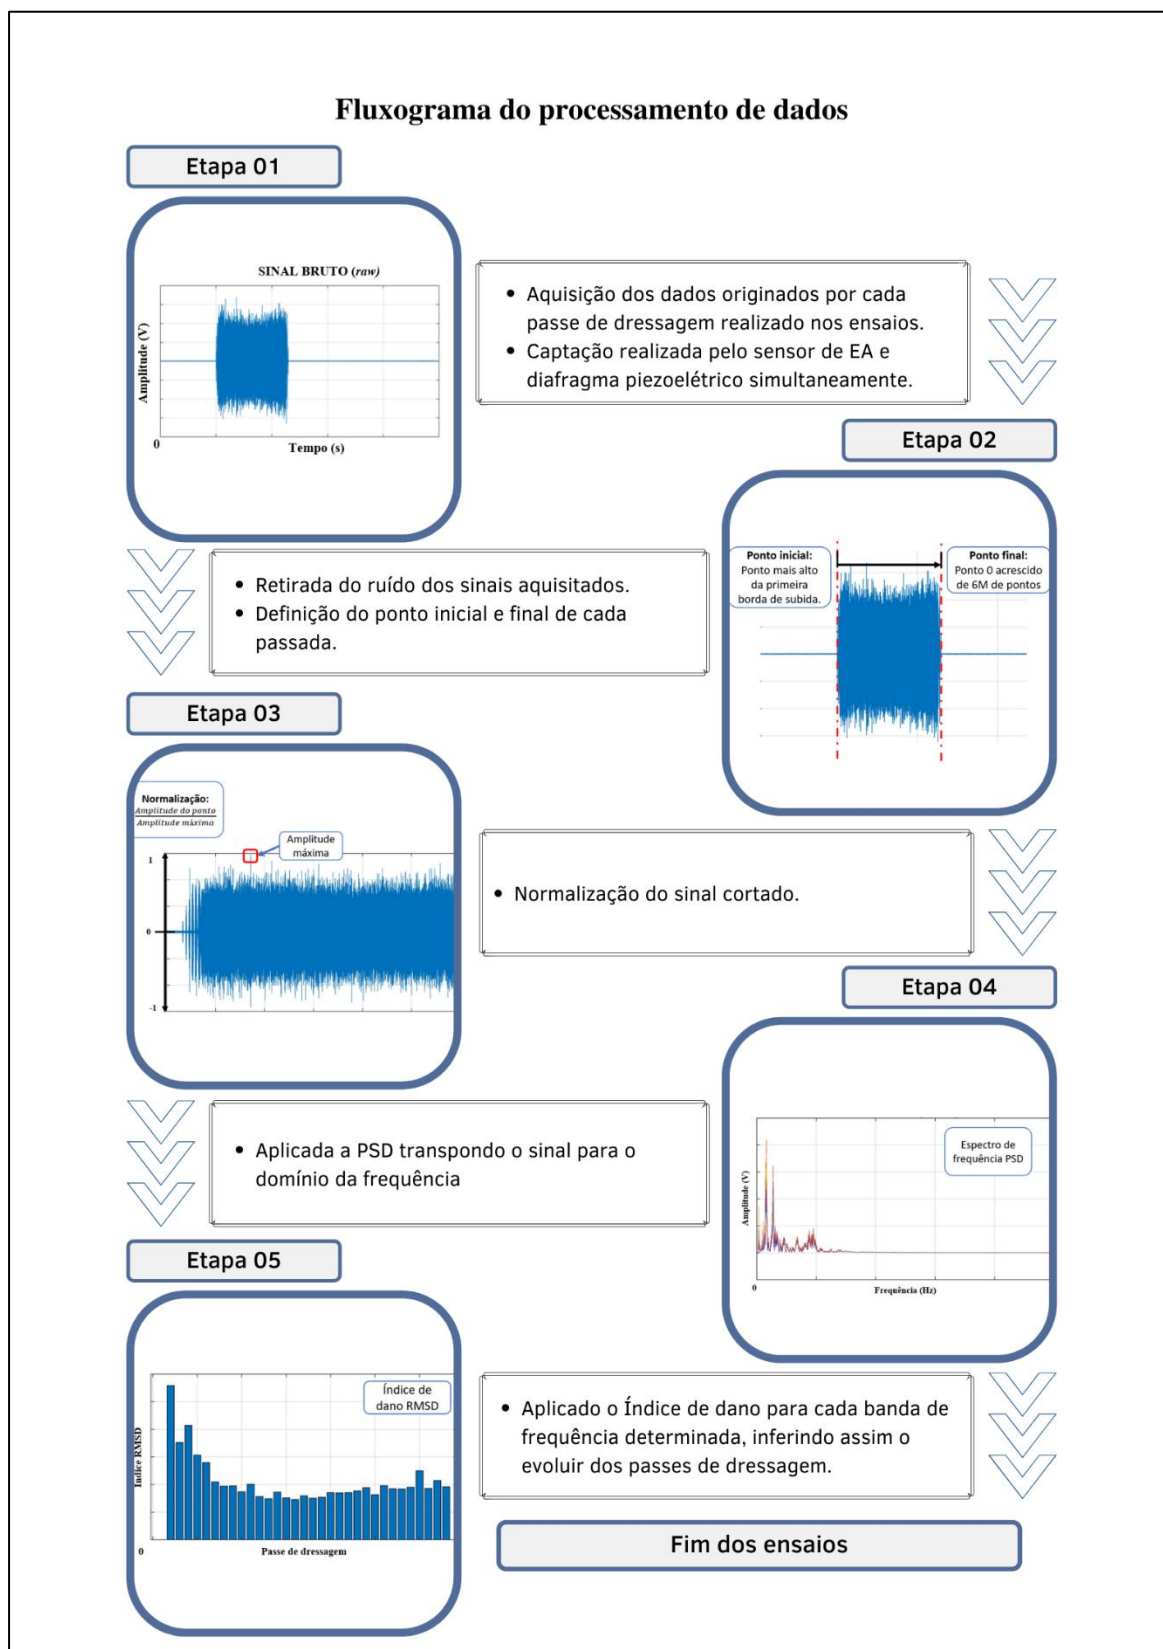 Fluxograma do processamento de dados
Etapa 01
SINAL BRUTO (raw)
Amplitude (V)
0
Tempo (s)
• Aquisição dos dados originados por cada
passe de dressagem realizado nos ensaios.
• Captação realizada pelo sensor de EA e
diafragma piezoelétrico simultaneamente.
Etapa 02
Ponto inicial:
Ponto mais alto
da primeira
borda de subida.
Ponto final:
Ponto 0 acrescido
de 6M de pontos
• Retirada do ruído dos sinais aquisitados.
• Definição do ponto inicial e final de cada
passada.
Etapa 03
Normalização:
Amplitude do ponto
Amplitude máxima
Amplitude
máxima
1
0
-1
• Normalização do sinal cortado.
Etapa 04
Espectro de
frequência PSD
Amplitude (V)
0
Frequência (Hz)
• Aplicada a PSD transpondo o sinal para o
domínio da frequência
Etapa 05
Índice de
dano RMSD
Índice RMSD
0
Passe de dressagem
• Aplicado o Índice de dano para cada banda de
frequência determinada, inferindo assim o
evoluir dos passes de dressagem.
Fim dos ensaios